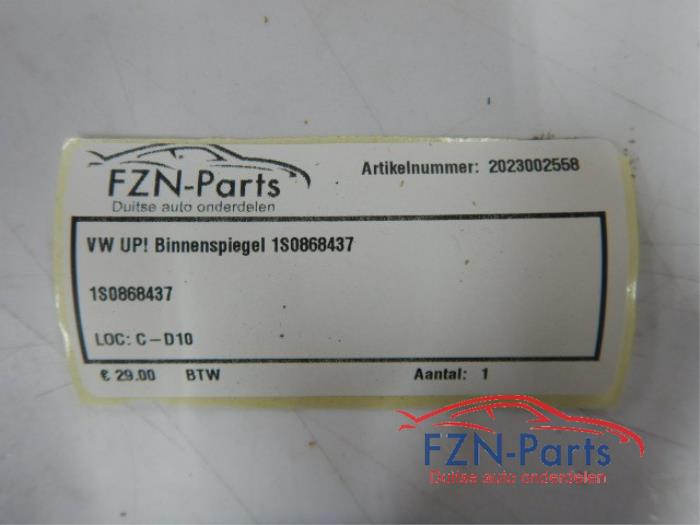 FZN-Parts
Duitse auto onderdelen
Artikelnummer: 2023002558
VW UP! Binnenspiegel 1S0868437
1S0868437
LOC: C-D10
€ 29.00 BTW Aantal: 1
FZN-Parts
Duitse auto onderdelen